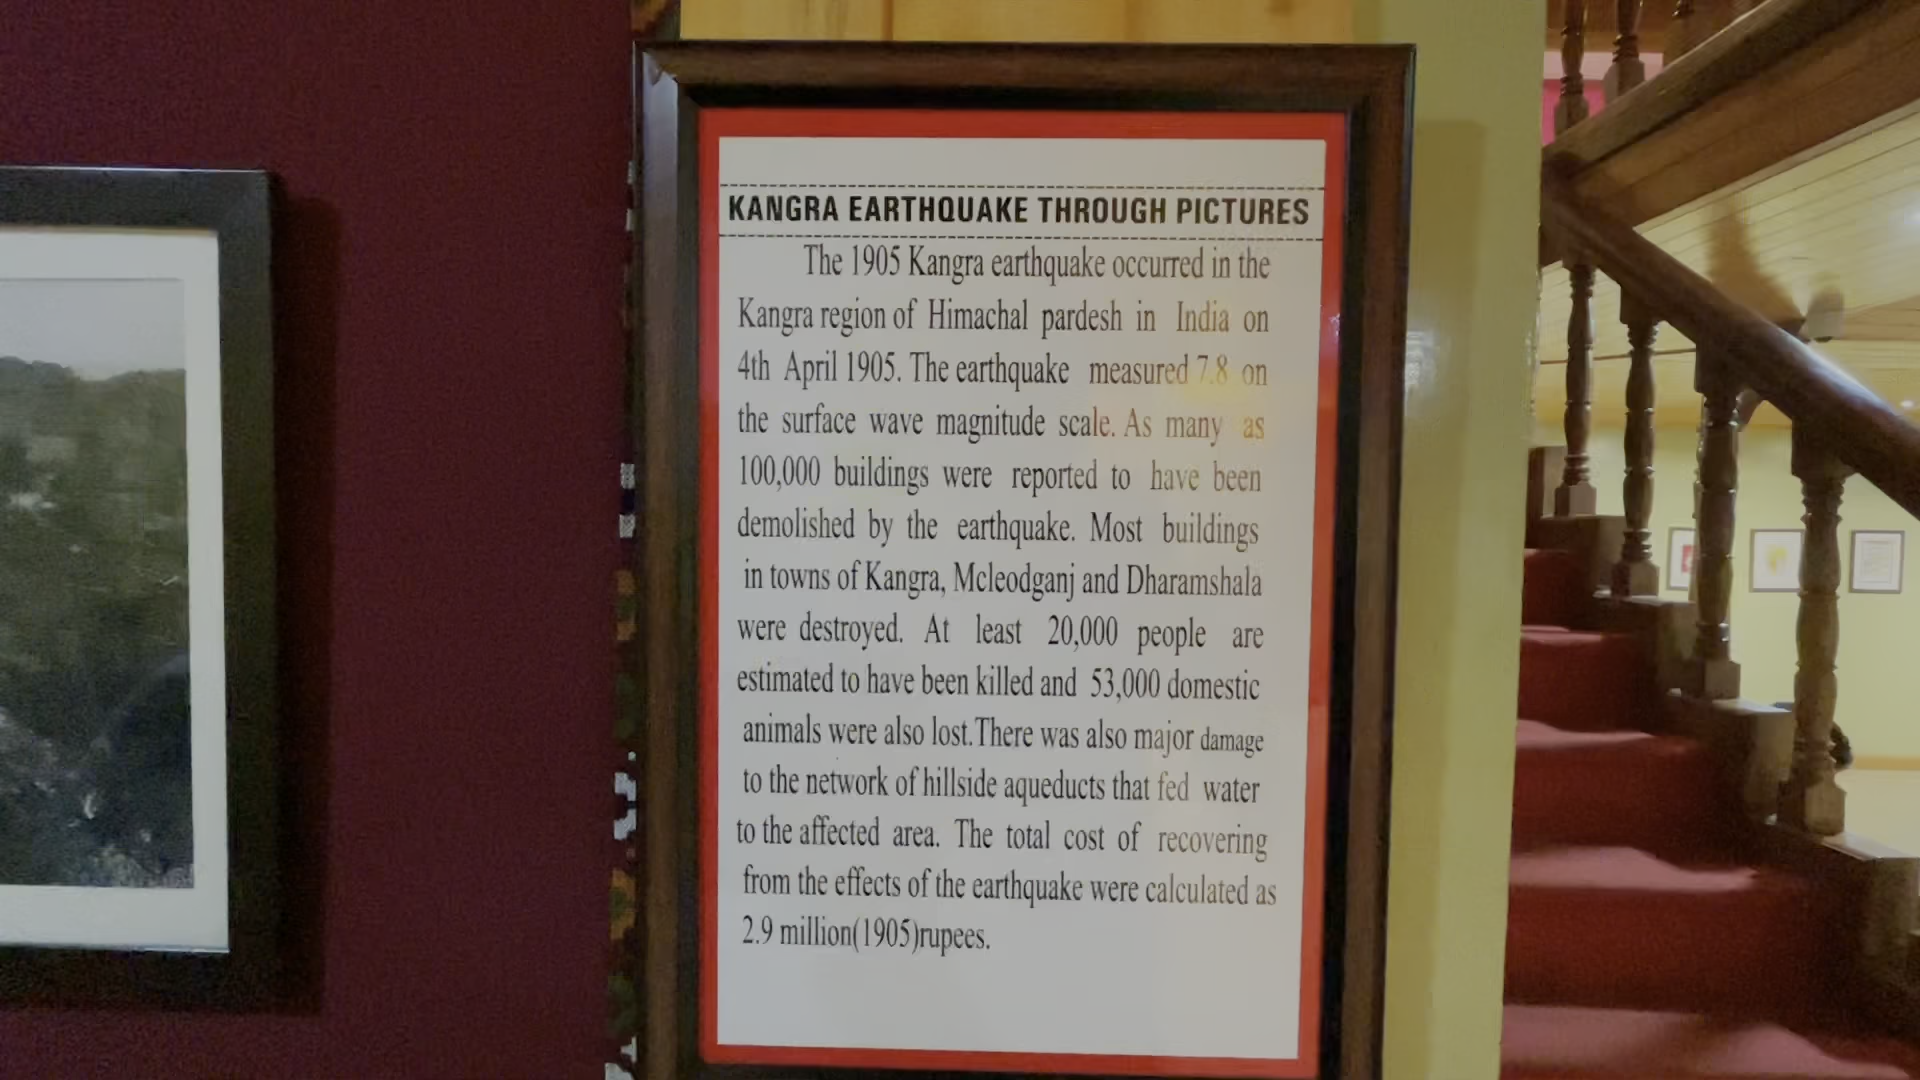 KANGRA EARTHQUAKE THROUGH PICTURES
The 1905 Kangra earthquake occurred in the
Kangra region of Himachal pardesh in India on
4th April 1905. The earthquake measured 7.8 on
the surface wave magnitude scale. As many as
100,000 buildings were reported to have been
demolished by the earthquake. Most buildings
in towns of Kangra, Mcleodganj and Dharamshala
were destroyed. At least 20,000 people are
estimated to have been killed and 53,000 domestic
animals were also lost.There was also major damage
to the network of hillside aqueducts that fed water
to the affected area. The total cost of recovering
from the effects of the earthquake were calculated as
2.9 million(1905)rupees.